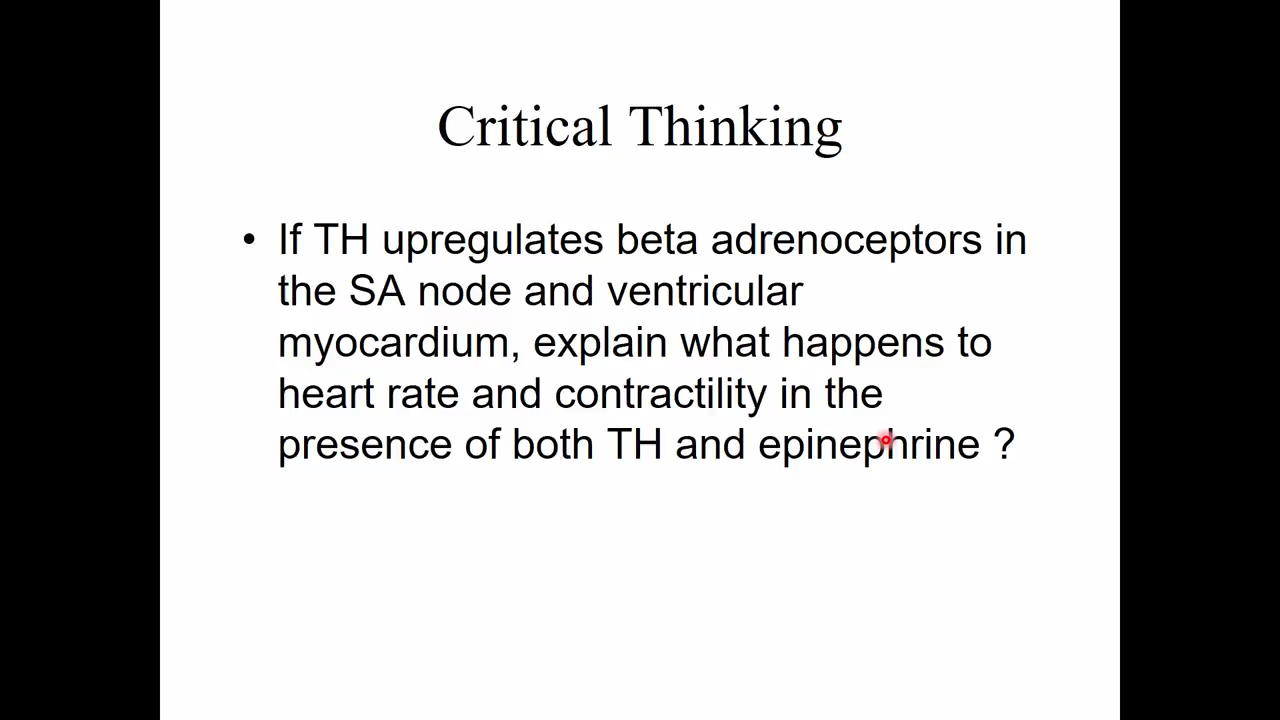 Critical Thinking
• If TH upregulates beta adrenoceptors in
the SA node and ventricular
myocardium, explain what happens to
heart rate and contractility in the
presence of both TH and epinephrine ?